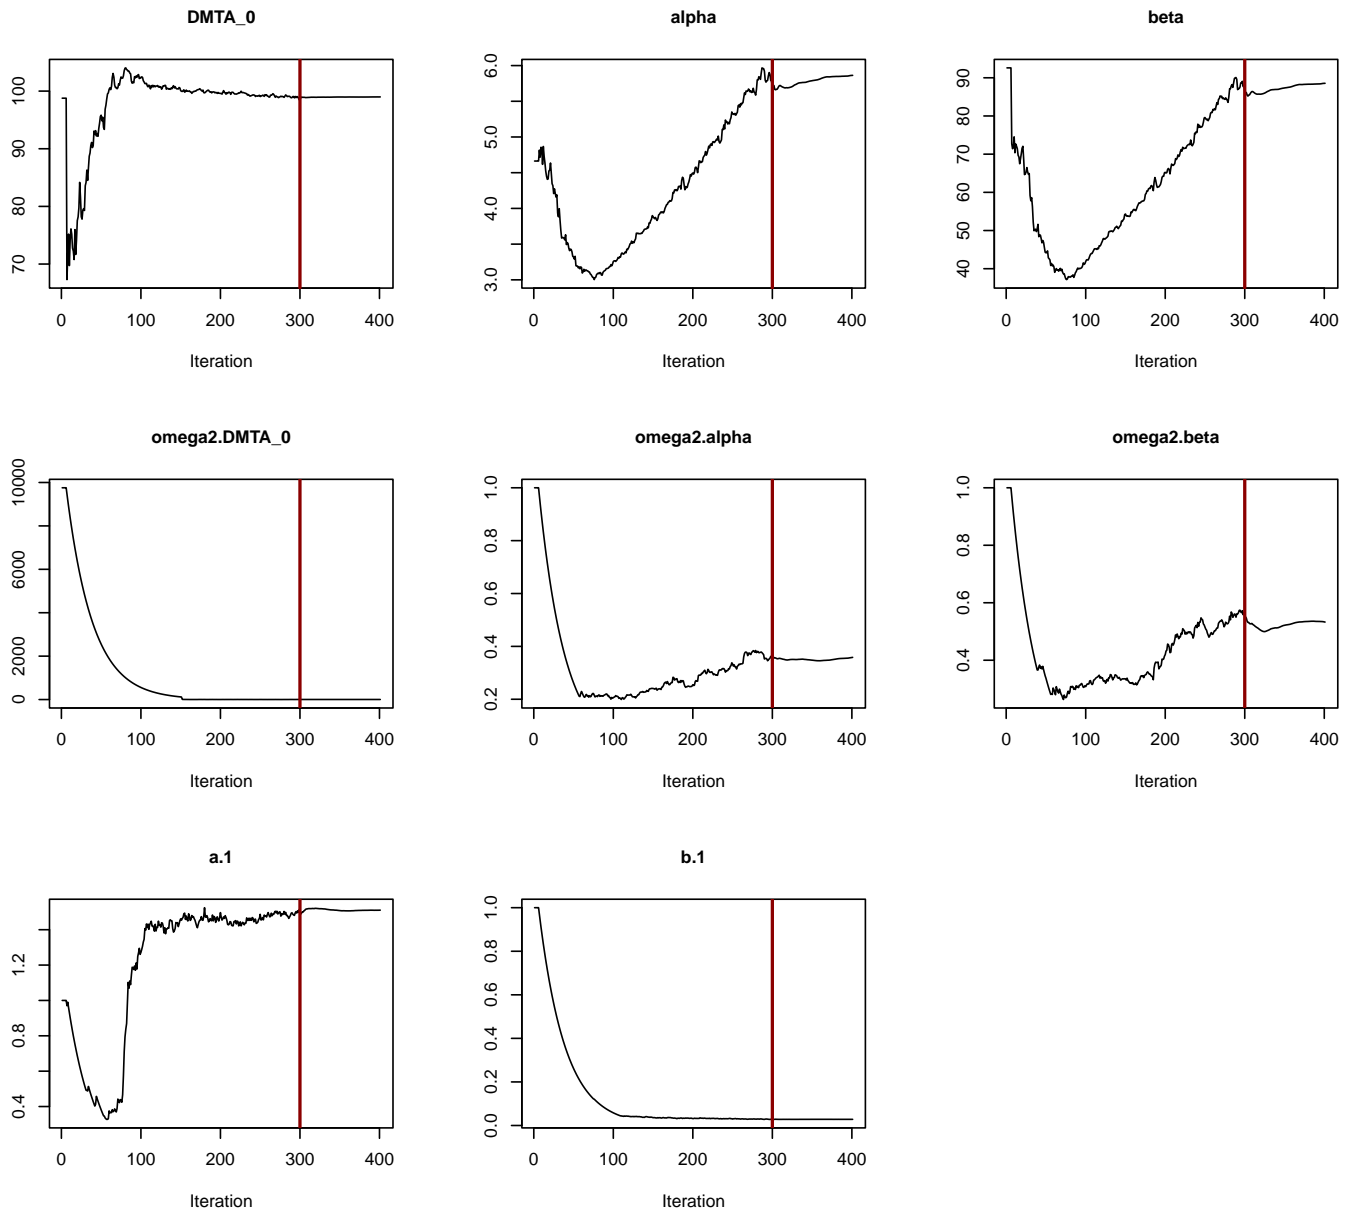 DMTA_0 alpha beta
100 6.0 90
90 5.0 80
80 4.0 70
70 3.0 60
50
40
0 100 200 300 400 0 100 200 300 400 0 100 200 300 400
Iteration Iteration Iteration
omega2.DMTA_0 omega2.alpha omega2.beta
10000 1.0 1.0
6000 0.8 0.8
2000 0.6 0.6
0 0.4 0.4
0.2
0 100 200 300 400 0 100 200 300 400 0 100 200 300 400
Iteration Iteration Iteration
a.1 b.1
1.2 1.0
0.8 0.8
0.4 0.6
0.4
0.2
0.0
0 100 200 300 400 0 100 200 300 400
Iteration Iteration